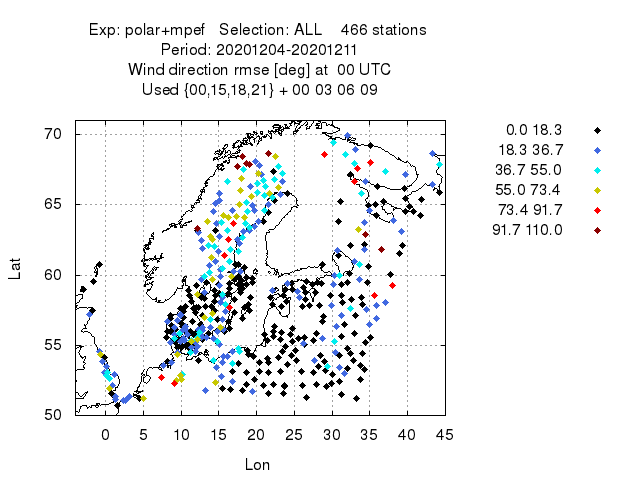 Exp: polar+mpef Selection: ALL 466 stations
Period: 20201204-20201211
Wind direction rmse [deg] at 00 UTC
Used {00,15,18,21} + 00 03 06 09
0.0 18.3
18.3 36.7
36.7 55.0
55.0 73.4
73.4 91.7
91.7 110.0
70
65
60
55
50
Lat
0 5 10 15 20 25 30 35 40 45
Lon